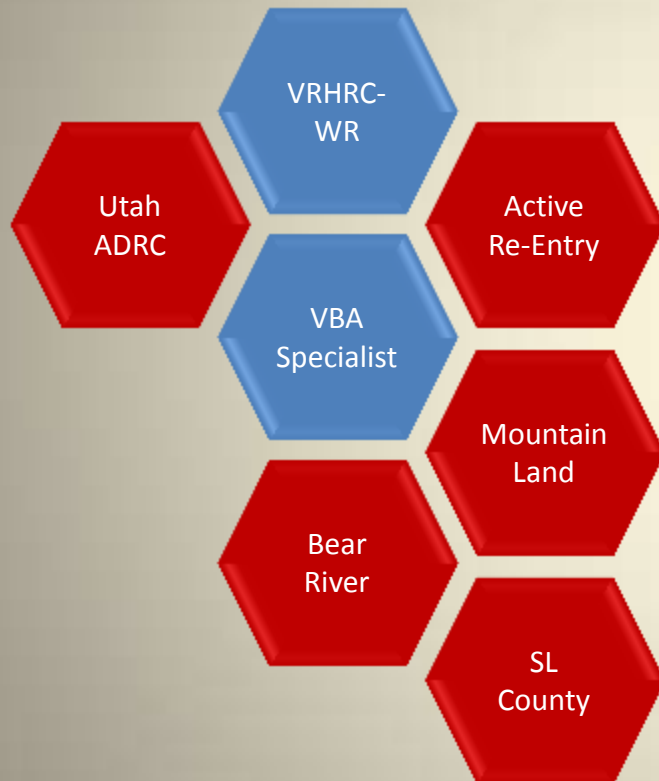 VRHRC-
WR
Utah
ADRC
Active
Re-Entry
VBA
Specialist
Mountain
Land
Bear
River
SL
County